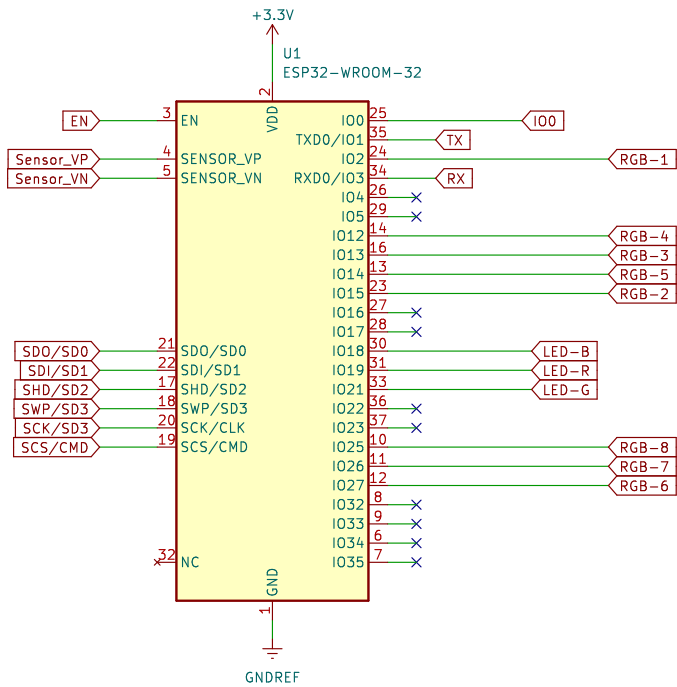 +3.3V
U1
ESP32-WROOM-32
2
VDD
EN 3 EN IO0 25 IO0
TXD0/IO1 35 TX
Sensor_VP 4 SENSOR_VP IO2 24 RGB-1
Sensor_VN 5 SENSOR_VN RXD0/IO3 34 RX
IO4 26
IO5 29
IO12 14 RGB-4
IO13 16 RGB-3
IO14 13 RGB-5
IO15 23 RGB-2
IO16 27
IO17 28
SDO/SD0 21 SDO/SD0 IO18 30 LED-B
SDI/SD1 22 SDI/SD1 IO19 31 LED-R
SHD/SD2 17 SHD/SD2 IO21 33 LED-G
SWP/SD3 18 SWP/SD3 IO22 36
SCK/SD3 20 SCK/CLK IO23 37
SCS/CMD 19 SCS/CMD IO25 10 RGB-8
IO26 11 RGB-7
IO27 12 RGB-6
IO32 8
IO33 9
IO34 6
32 NC IO35 7
GND
1
GNDREF